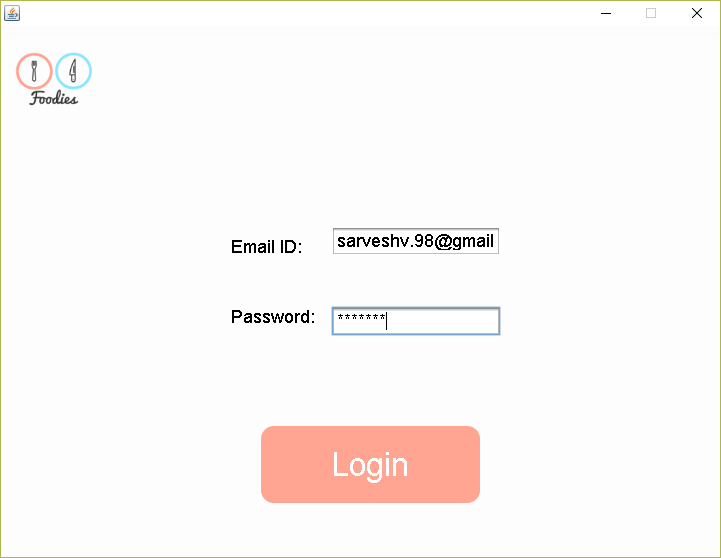 Foodies
Email ID: sarveshv.98@gmail
Password: *******
Login